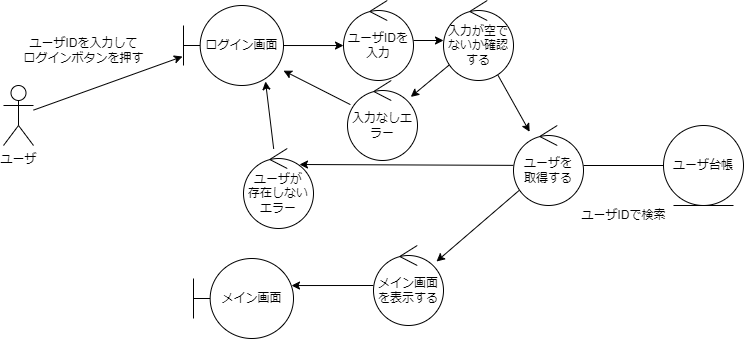 ユーザIDを入力して
ログインボタンを押す
ユーザ
ログイン画面
ユーザIDを
入力
入力が空で
ないか確認
する
入力なしエ
ラー
ユーザが
存在しない
エラー
ユーザを
取得する
ユーザ台帳
ユーザIDで検索
メイン画面
を表示する
メイン画面